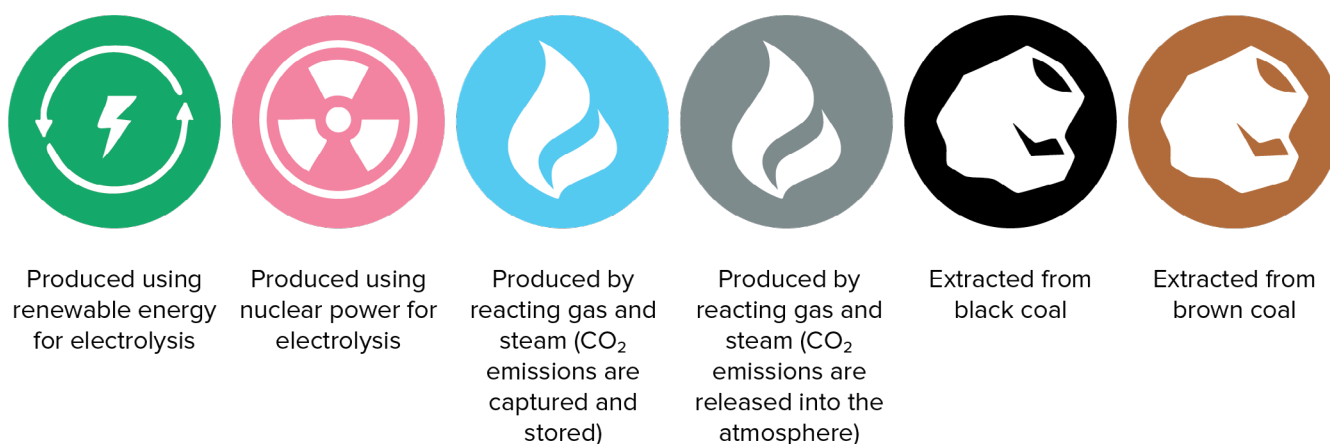 Produced using
renewable energy
for electrolysis
Produced using
nuclear power for
electrolysis
Produced by
reacting gas and
steam (CO₂
emissions are
captured and
stored)
Produced by
reacting gas and
steam (CO₂
emissions are
released into the
atmosphere)
Extracted from
black coal
Extracted from
brown coal